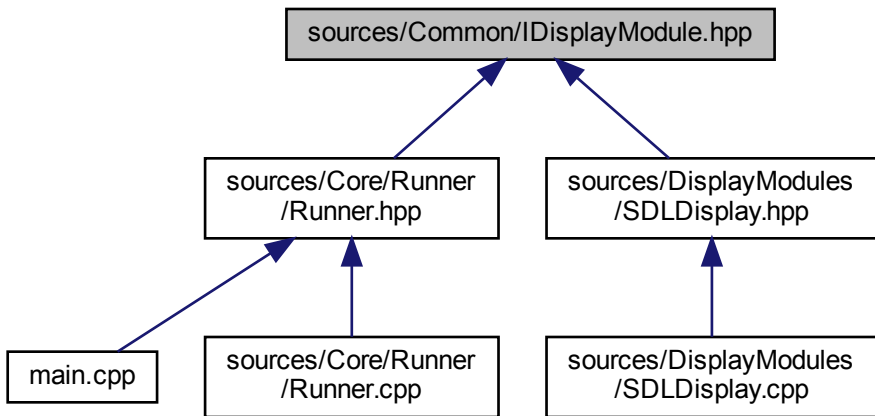 sources/Common/IDisplayModule.hpp
sources/Core/Runner
/Runner.hpp
sources/DisplayModules
/SDLDisplay.hpp
main.cpp
sources/Core/Runner
/Runner.cpp
sources/DisplayModules
/SDLDisplay.cpp